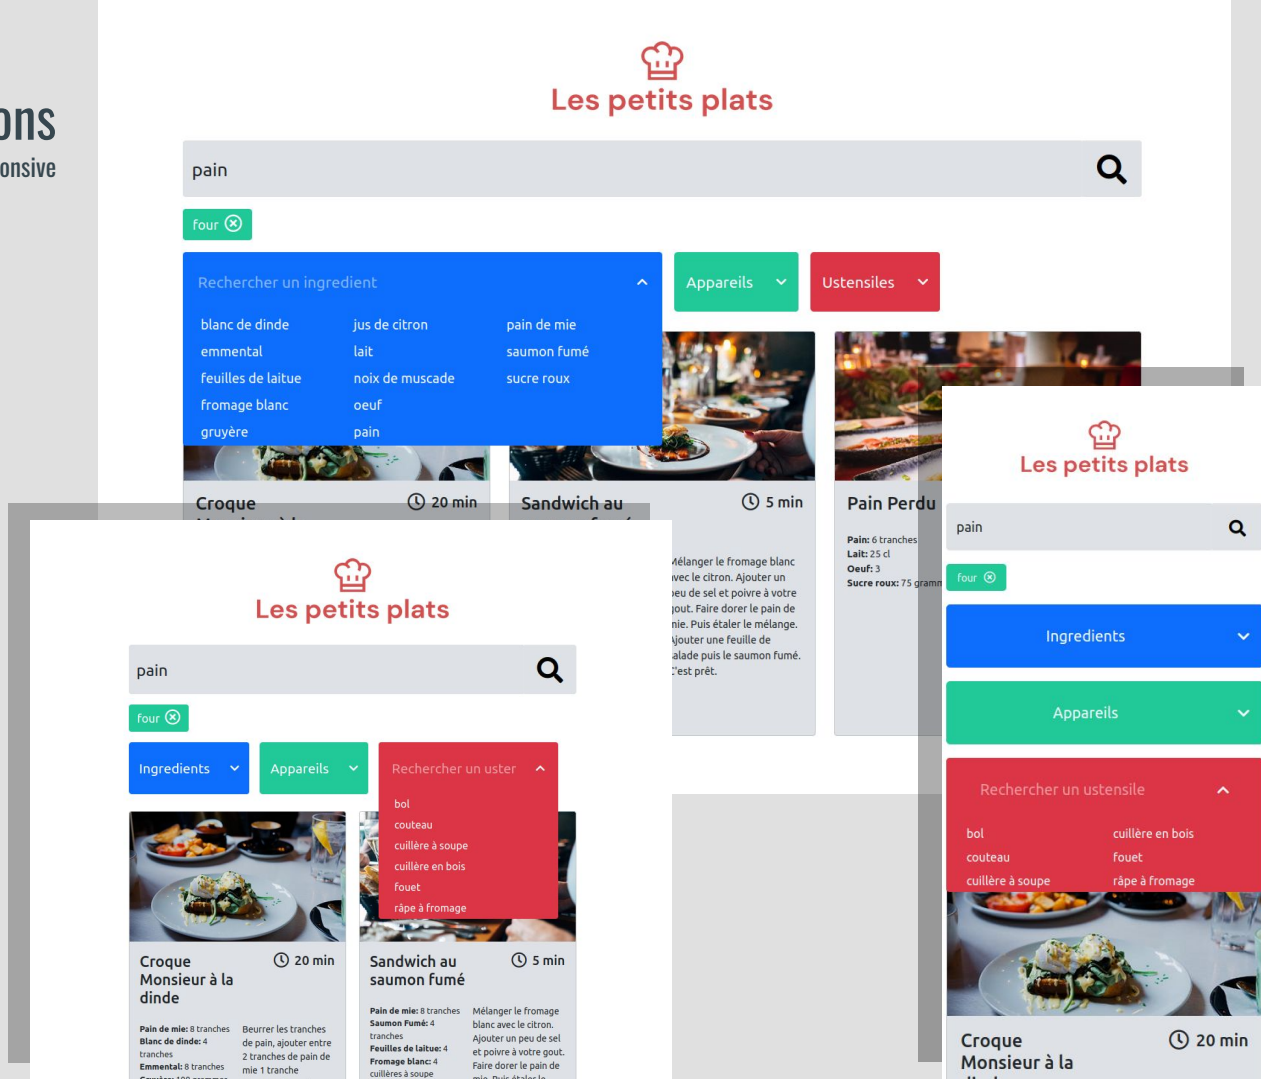 ons
onsive
Les petits plats
pain
four
Rechercher un ingredient
Appareils
Ustensiles
blanc de dinde
jus de citron
pain de mie
emmental
lait
saumon fumé
feuilles de laitue
noix de muscade
sucre roux
fromage blanc
oeuf
gruyère
pain
Croque
20 min
Sandwich au
5 min
Pain Perdu
Pain: 6 tranches
Lait: 25 cl
Oeuf: 3
Sucre roux: 75 gramm
Mélanger le fromage blanc
avec le citron. Ajouter un
peu de sel et poivre à votre
gout. Faire dorer le pain de
mie. Puis étaler le mélange.
Ajouter une feuille de
salade puis le saumon fumé.
C'est prêt.
Les petits plats
pain
four
Ingredients
Appareils
Rechercher un uster
bol
couteau
cuillère à soupe
cuillère en bois
fouet
râpe à fromage
Croque
Monsieur à la
dinde
20 min
Pain de mie: 8 tranches
Blanc de dinde: 4
tranches
Emmental: 8 tranches
Beurrer les tranches
de pain, ajouter entre
2 tranches de pain de
mie 1 tranche
Sandwich au
saumon fumé
5 min
Pain de mie: 8 tranches
Saumon Fumé: 4
tranches
Feuilles de laitue: 4
Fromage blanc: 4
cuillères à soupe
Mélanger le fromage
blanc avec le citron.
Ajouter un peu de sel
et poivre à votre gout.
Faire dorer le pain de
Les petits plats
pain
four
Ingredients
Appareils
Rechercher un ustensile
bol
cuillère en bois
couteau
fouet
cuillère à soupe
râpe à fromage
Croque
Monsieur à la
20 min